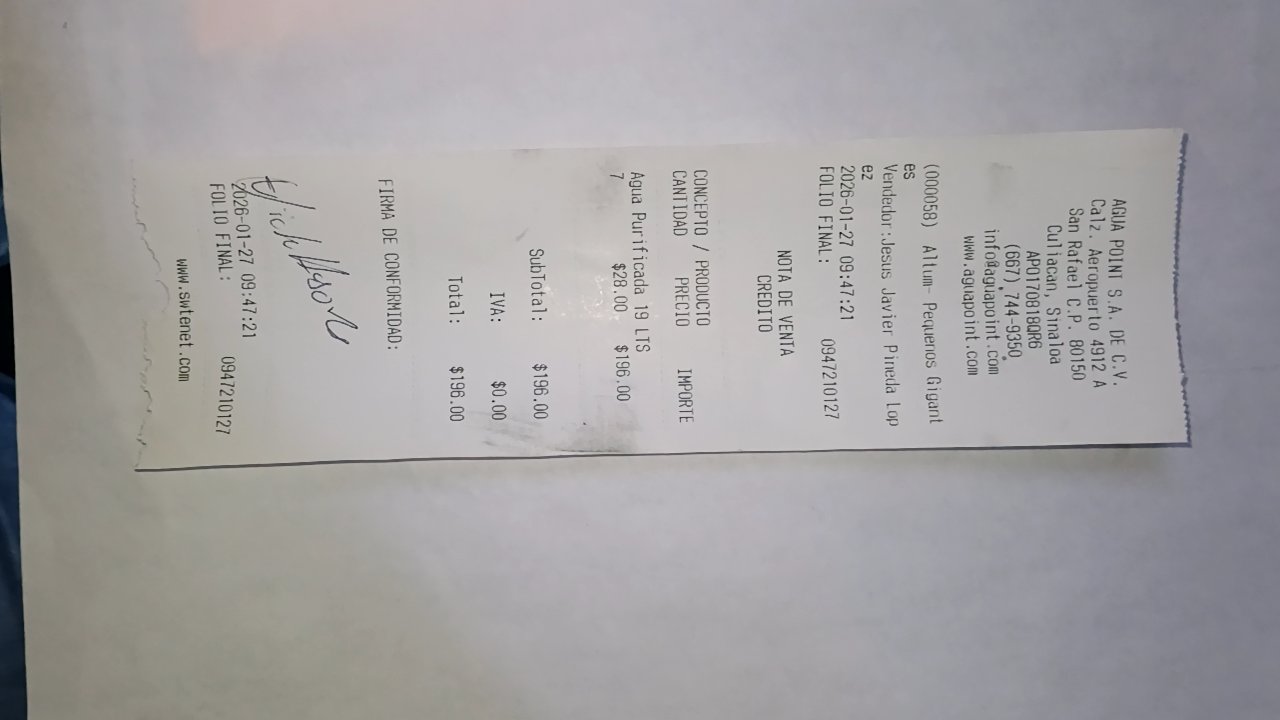 AGUA POINT S.A. DE C.V.
Calz. Aeropuerto 4912 A
San Rafael C.P. 80150
Culiacan, Sinaloa
APO170818QR6
(667) 744-9350
info@aguapoint.com
www.aguapoint.com
(000058) Altum- Pequenos Gigant
es
Vendedor:Jesus Javier Pineda Lop
ez
2026-01-27 09:47:21
FOLIO FINAL: 0947210127
NOTA DE VENTA
CREDITO
CONCEPTO / PRODUCTO
CANTIDAD PRECIO IMPORTE
Agua Purificada 19 LTS
7 $28.00 $196.00
SubTotal: $196.00
IVA: $0.00
Total: $196.00
FIRMA DE CONFORMIDAD:
2026-01-27 09:47:21
FOLIO FINAL: 0947210127
www.swtenet.com